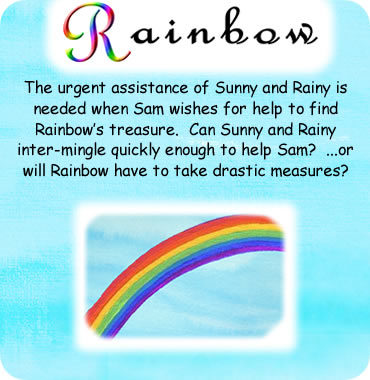 Rainbow
The urgent assistance of Sunny and Rainy is
needed when Sam wishes for help to find
Rainbow's treasure.  Can Sunny and Rainy
inter-mingle quickly enough to help Sam?  ...or
will Rainbow have to take drastic measures?